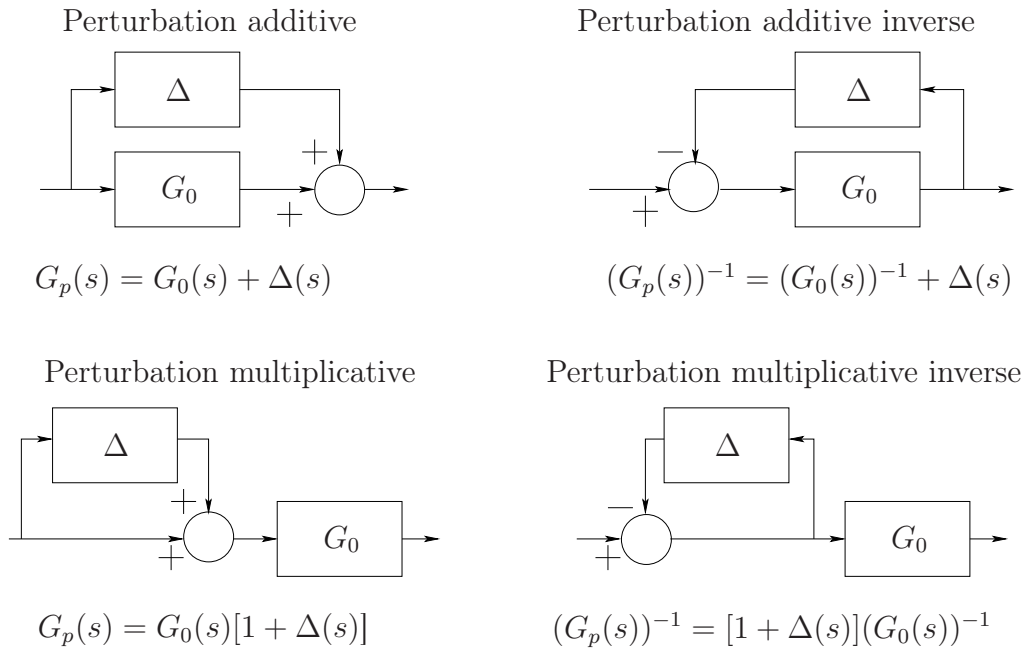 Perturbation additive
Δ
G₀
+
+
Gₚ(s) = G₀(s) + Δ(s)
Perturbation additive inverse
Δ
−
G₀
+
(Gₚ(s))⁻¹ = (G₀(s))⁻¹ + Δ(s)
Perturbation multiplicative
Δ
+
G₀
+
Gₚ(s) = G₀(s)[1 + Δ(s)]
Perturbation multiplicative inverse
Δ
−
G₀
+
(Gₚ(s))⁻¹ = [1 + Δ(s)](G₀(s))⁻¹